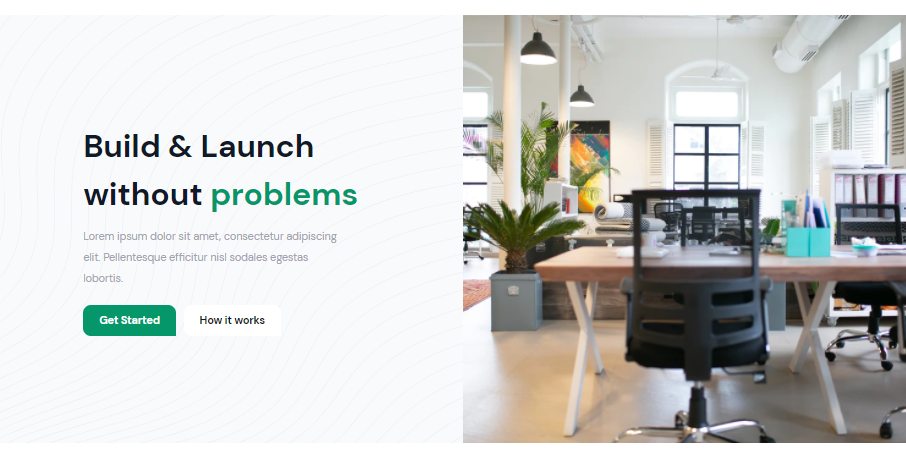 Build & Launch
without problems
Lorem ipsum dolor sit amet, consectetur adipiscing
elit. Pellentesque efficitur nisl sodales egestas
lobortis.
Get Started
How it works